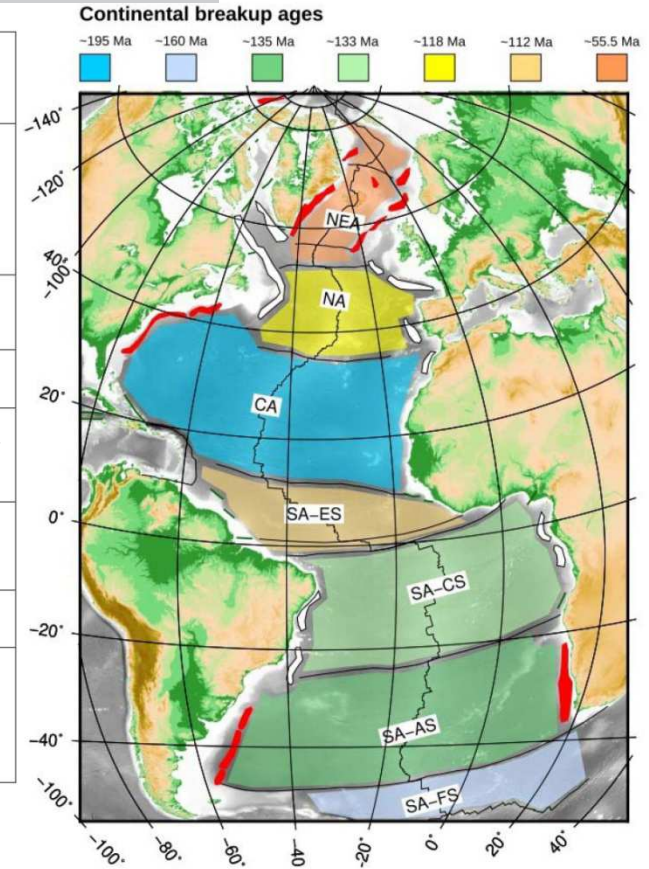 Continental breakup ages
~195 Ma ~160 Ma ~135 Ma ~133 Ma ~118 Ma ~112 Ma ~55.5 Ma
−140°
−120°
40°
−100°
NEA
NA
20°
CA
0°
SA−ES
SA−CS
−20°
−40°
SA−AS
−100°
SA−FS
−100° −80° −60° −40 −20 0° 20° 40°